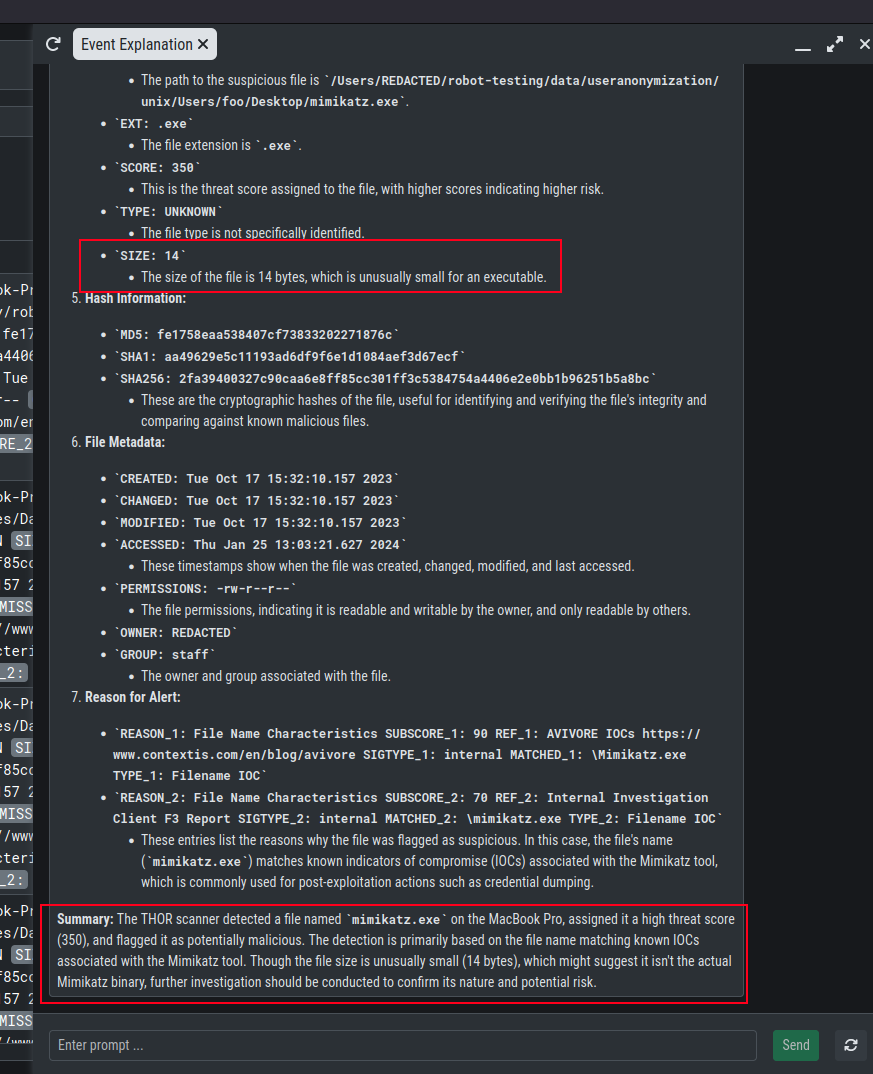 Event Explanation ×
• The path to the suspicious file is `/Users/REDACTED/robot-testing/data/useranonymization/
unix/Users/foo/Desktop/mimikatz.exe`.
• `EXT: .exe`
• The file extension is `.exe`.
• `SCORE: 350`
• This is the threat score assigned to the file, with higher scores indicating higher risk.
• `TYPE: UNKNOWN`
• The file type is not specifically identified.
• `SIZE: 14`
• The size of the file is 14 bytes, which is unusually small for an executable.
5. Hash Information:
• `MD5: fe1758eaa538407cf73833202271876c`
• `SHA1: aa49629e5c11193ad6df9f6e1d1084aef3d67ecf`
• `SHA256: 2fa39400327c90caa6e8ff85cc301ff3c5384754a4406e2e0bb1b96251b5a8bc`
• These are the cryptographic hashes of the file, useful for identifying and verifying the file's integrity and
comparing against known malicious files.
6. File Metadata:
• `CREATED: Tue Oct 17 15:32:10.157 2023`
• `CHANGED: Tue Oct 17 15:32:10.157 2023`
• `MODIFIED: Tue Oct 17 15:32:10.157 2023`
• `ACCESSED: Thu Jan 25 13:03:21.627 2024`
• These timestamps show when the file was created, changed, modified, and last accessed.
• `PERMISSIONS: -rw-r--r--`
• The file permissions, indicating it is readable and writable by the owner, and only readable by others.
• `OWNER: REDACTED`
• `GROUP: staff`
• The owner and group associated with the file.
7. Reason for Alert:
• `REASON_1: File Name Characteristics SUBSCORE_1: 90 REF_1: AVIVORE IOCs https://
www.contextis.com/en/blog/avivore SIGTYPE_1: internal MATCHED_1: \Mimikatz.exe
TYPE_1: Filename IOC`
• `REASON_2: File Name Characteristics SUBSCORE_2: 70 REF_2: Internal Investigation
Client F3 Report SIGTYPE_2: internal MATCHED_2: \mimikatz.exe TYPE_2: Filename IOC`
• These entries list the reasons why the file was flagged as suspicious. In this case, the file's name
(`mimikatz.exe`) matches known indicators of compromise (IOCs) associated with the Mimikatz tool,
which is commonly used for post-exploitation actions such as credential dumping.
Summary: The THOR scanner detected a file named `mimikatz.exe` on the MacBook Pro, assigned it a high threat score
(350), and flagged it as potentially malicious. The detection is primarily based on the file name matching known IOCs
associated with the Mimikatz tool. Though the file size is unusually small (14 bytes), which might suggest it isn't the actual
Mimikatz binary, further investigation should be conducted to confirm its nature and potential risk.
Enter prompt ...
Send